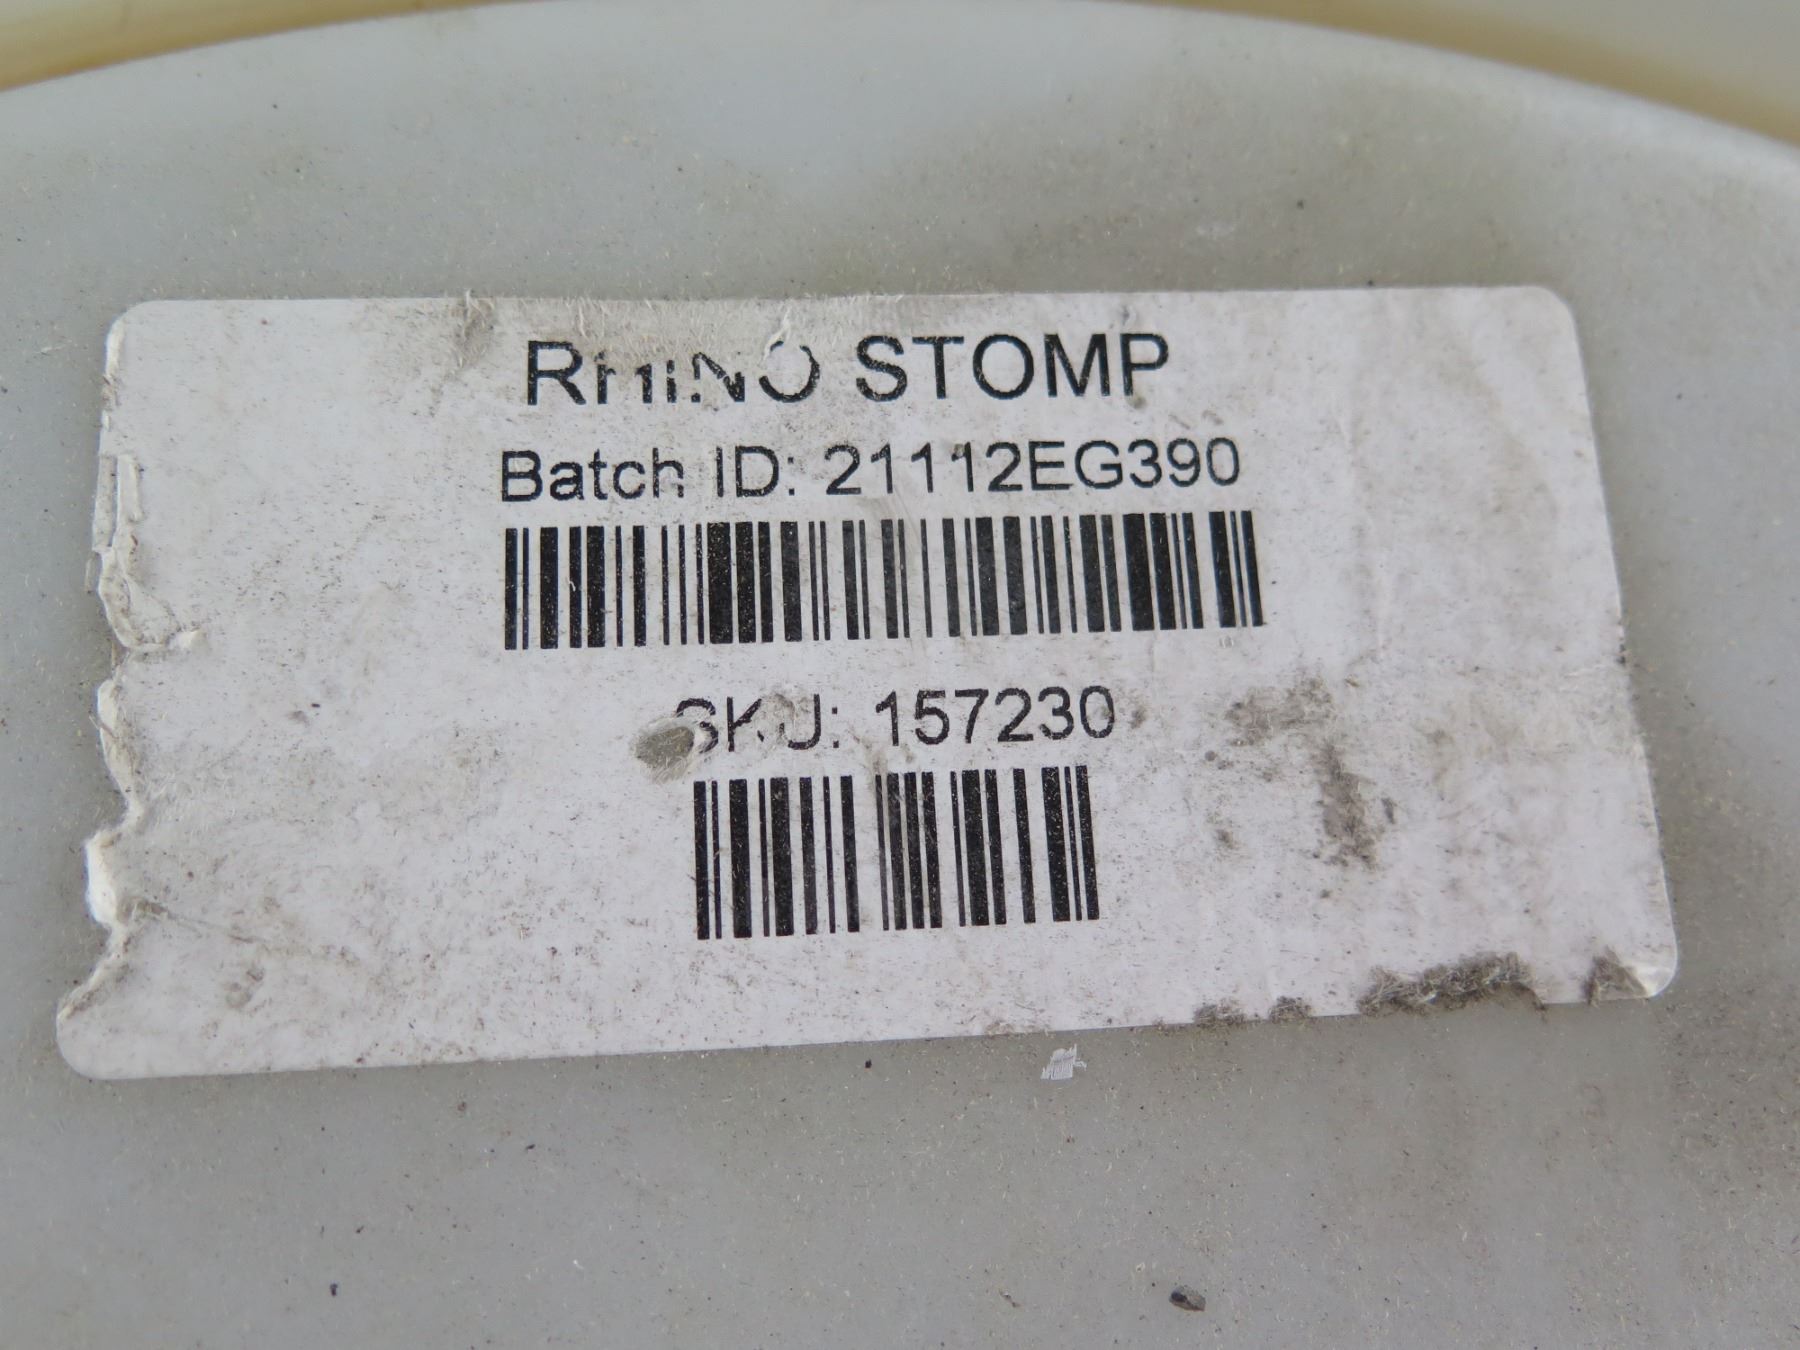 RHINO STOMP
Batch ID: 21112EG390
SKU: 157230